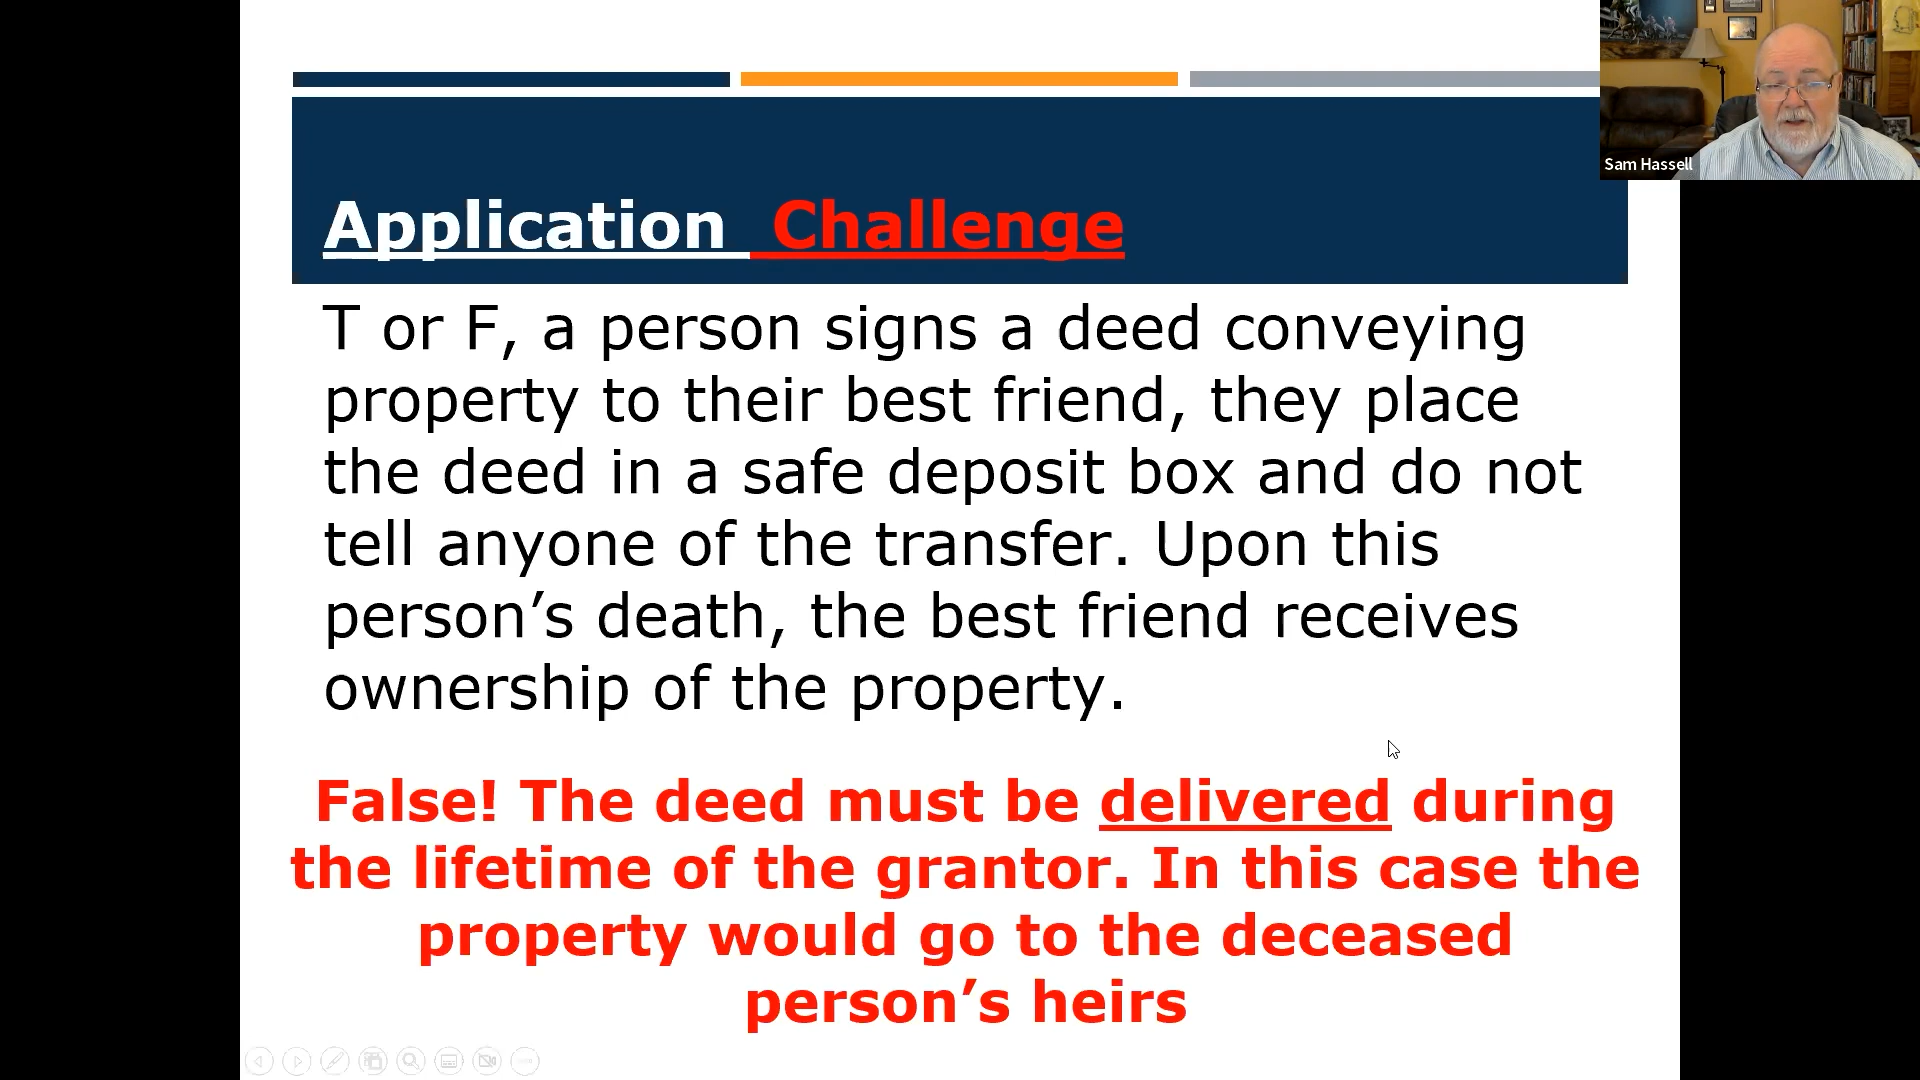 Application Challenge
T or F, a person signs a deed conveying
property to their best friend, they place
the deed in a safe deposit box and do not
tell anyone of the transfer. Upon this
person’s death, the best friend receives
ownership of the property.
False! The deed must be delivered during
the lifetime of the grantor. In this case the
property would go to the deceased
person’s heirs
Sam Hassell